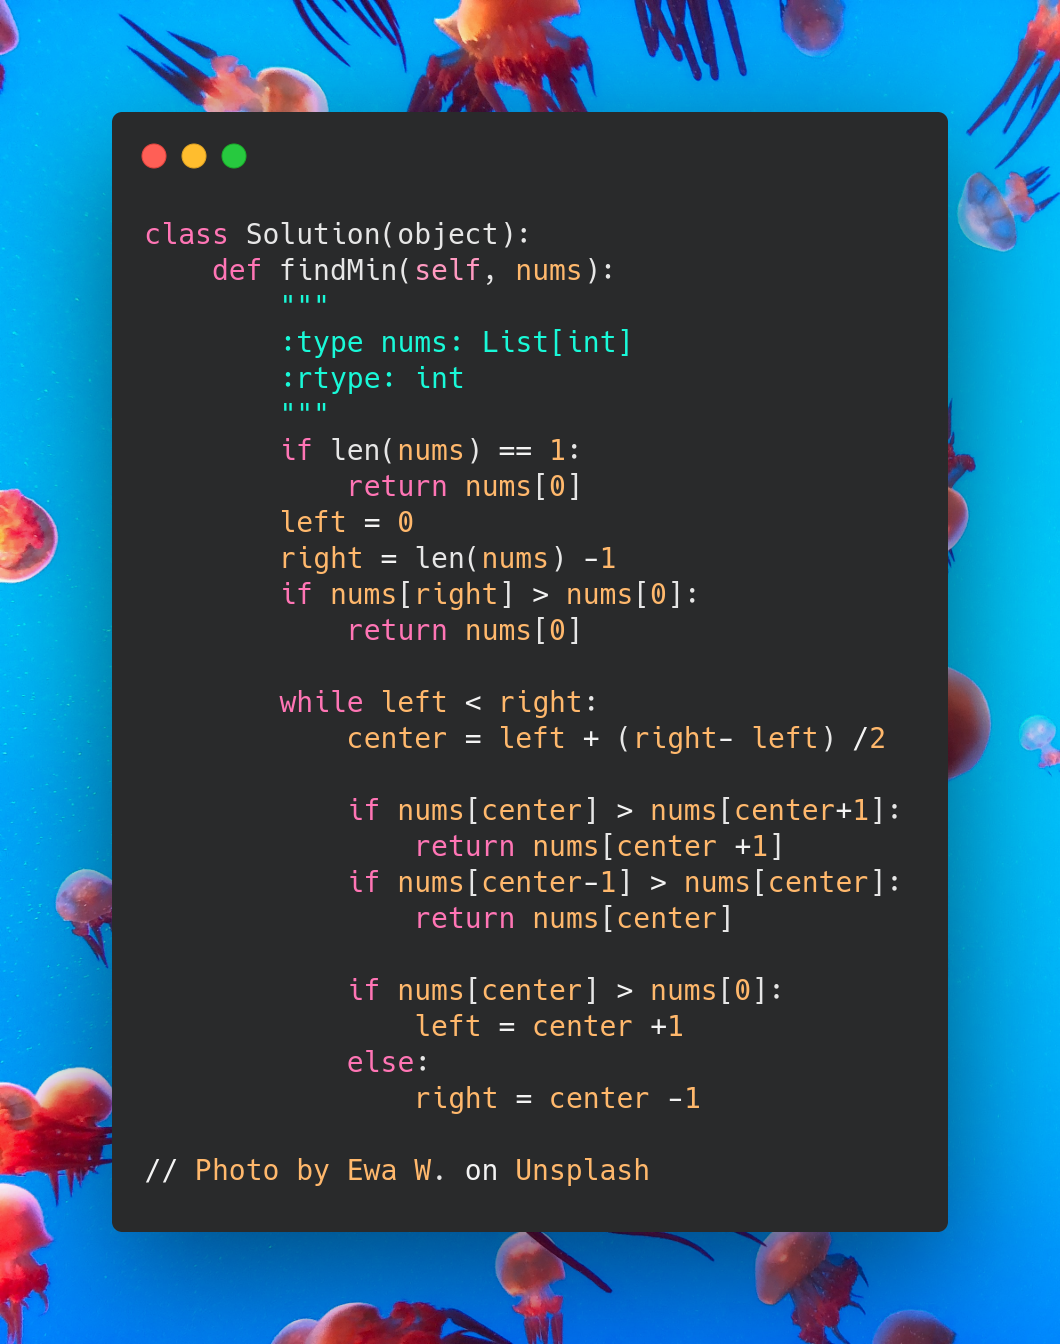 class Solution(object):
    def findMin(self, nums):
        """
        :type nums: List[int]
        :rtype: int
        """
        if len(nums) == 1:
            return nums[0]
        left = 0
        right = len(nums) -1
        if nums[right] > nums[0]:
            return nums[0]

        while left < right:
            center = left + (right- left) /2

            if nums[center] > nums[center+1]:
                return nums[center +1]
            if nums[center-1] > nums[center]:
                return nums[center]

            if nums[center] > nums[0]:
                left = center +1
            else:
                right = center -1

// Photo by Ewa W. on Unsplash